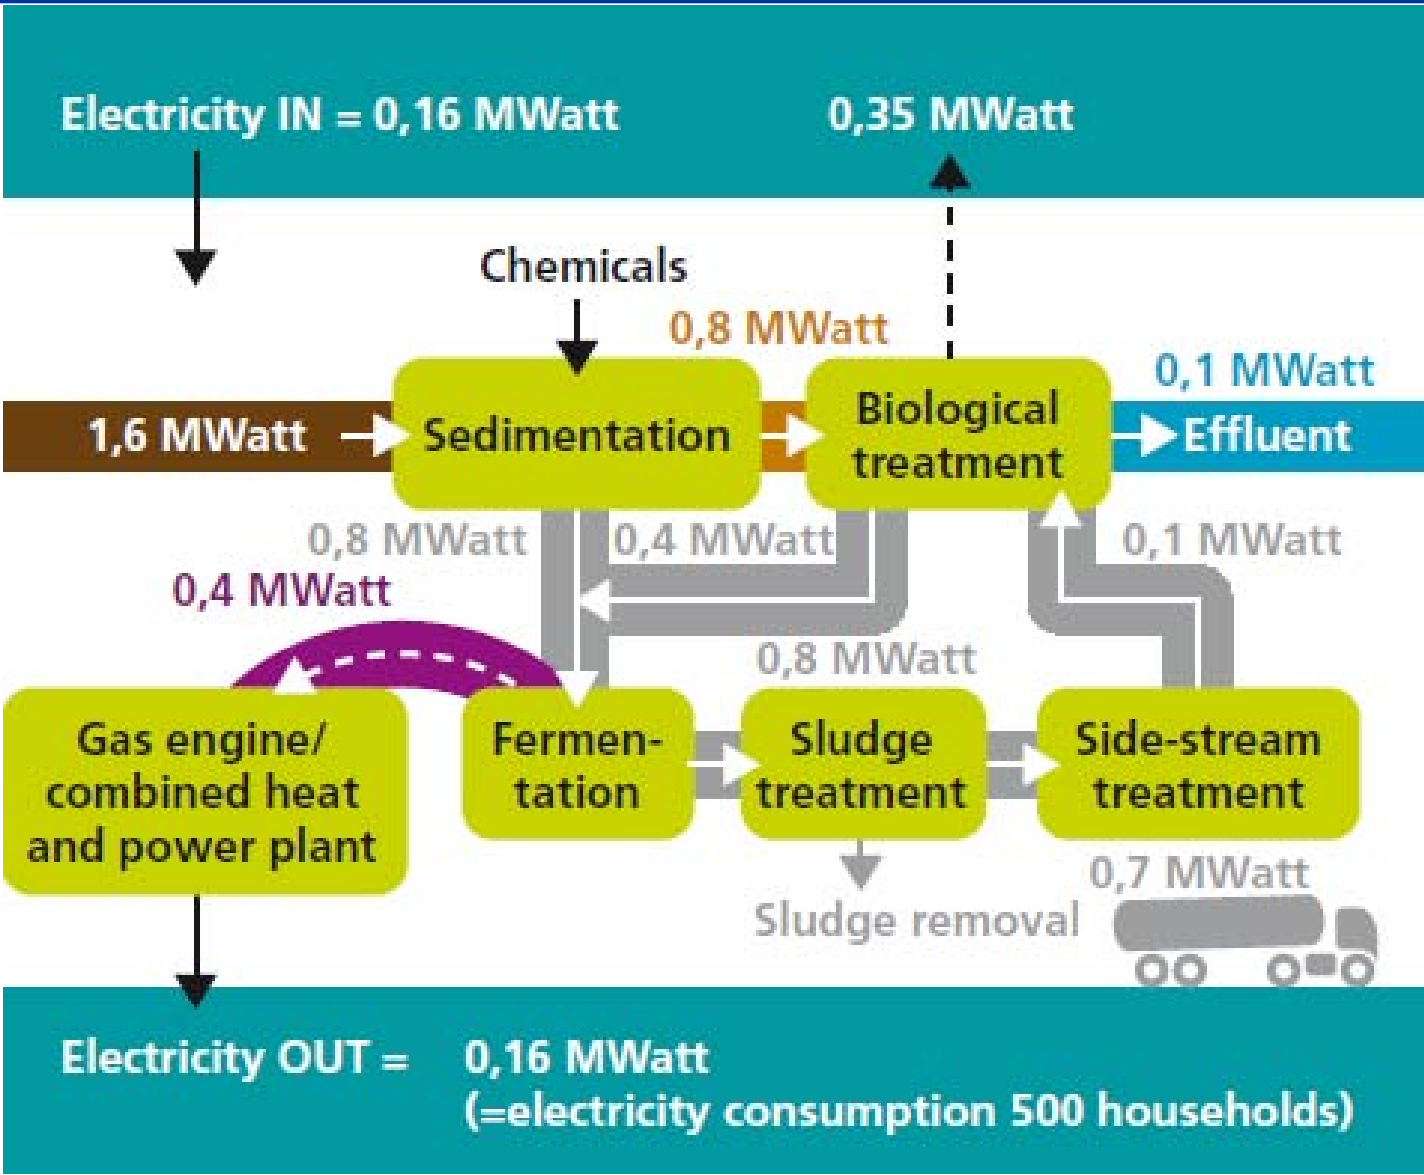 Electricity IN = 0,16 MWatt
0,35 MWatt
Chemicals
0,8 MWatt
0,1 MWatt
1,6 MWatt
Sedimentation
Biological
treatment
Effluent
0,8 MWatt
0,4 MWatt
0,1 MWatt
0,4 MWatt
0,8 MWatt
Gas engine/
combined heat
and power plant
Fermen-
tation
Sludge
treatment
Side-stream
treatment
0,7 MWatt
Sludge removal
Electricity OUT = 0,16 MWatt
(=electricity consumption 500 households)